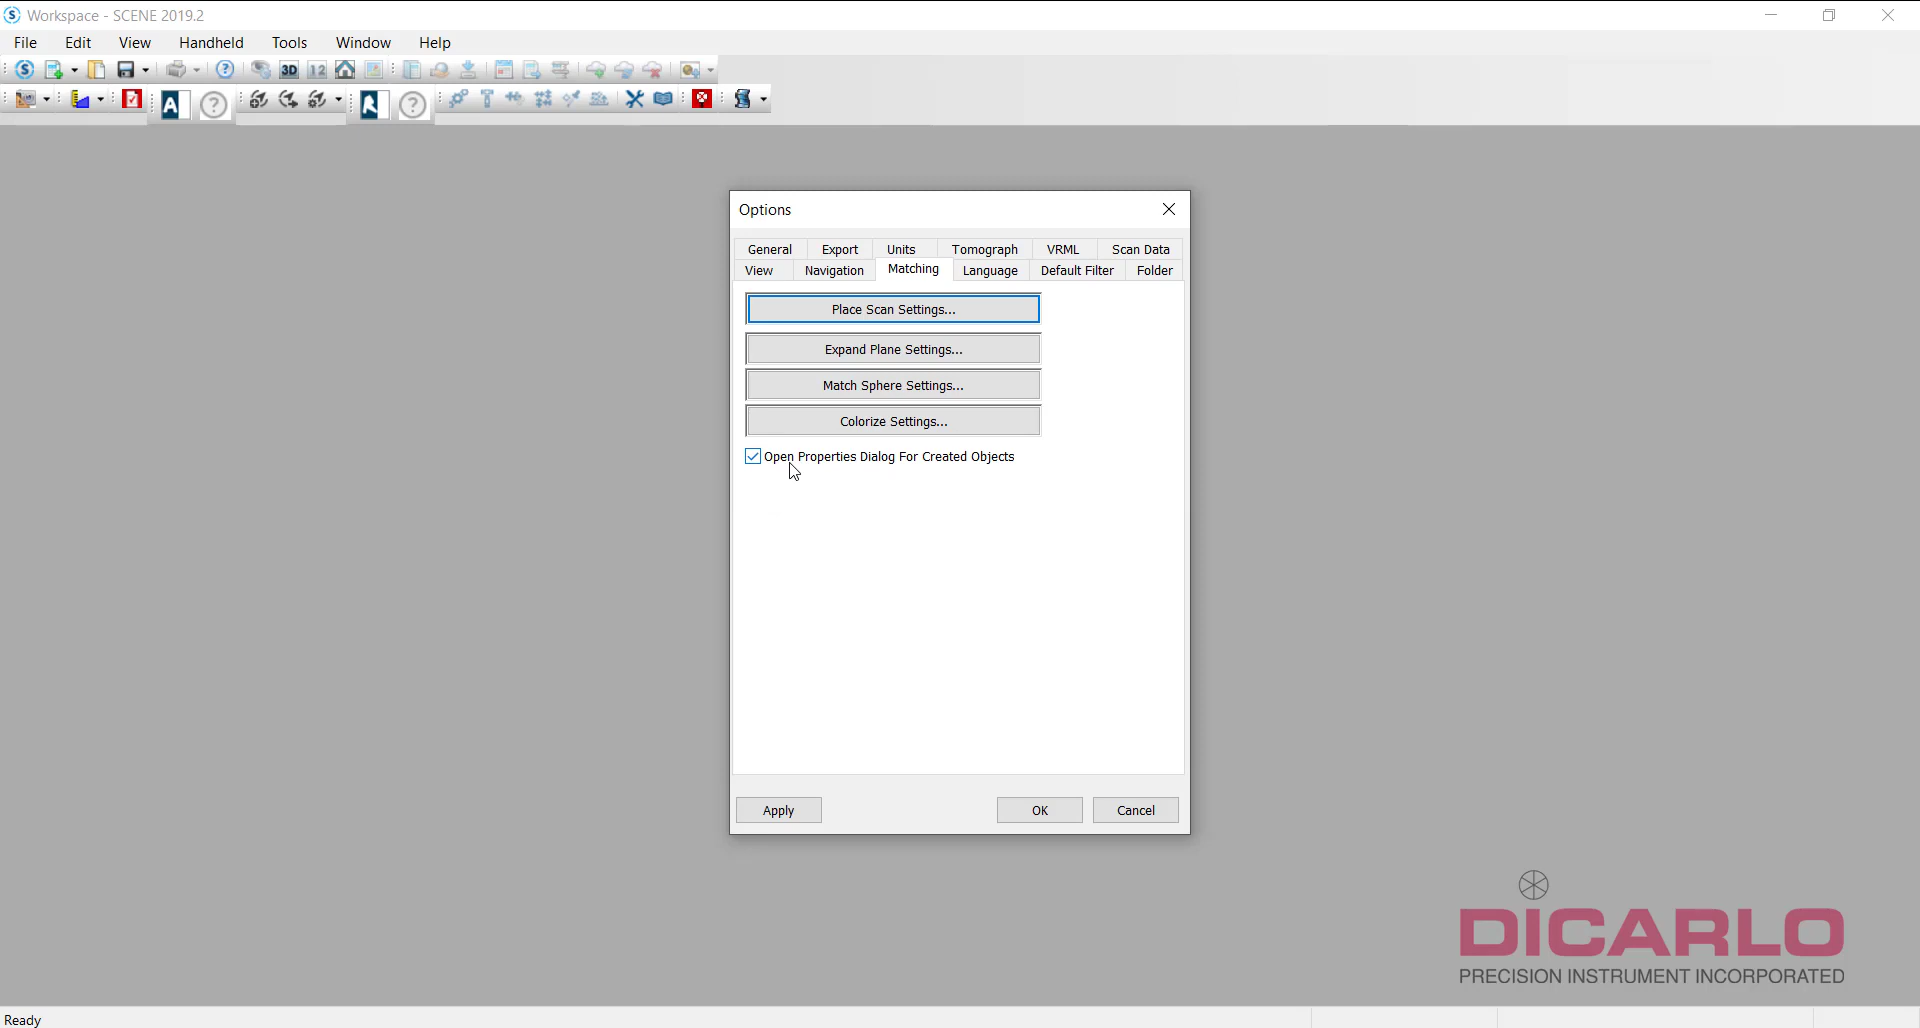 Workspace - SCENE 2019.2
File Edit View Handheld Tools Window Help
3D 12
A
Options
General Export Units Tomograph VRML Scan Data
View Navigation Matching Language Default Filter Folder
Place Scan Settings...
Expand Plane Settings...
Match Sphere Settings...
Colorize Settings...
Open Properties Dialog For Created Objects
Apply OK Cancel
DICARLO
PRECISION INSTRUMENT INCORPORATED
Ready